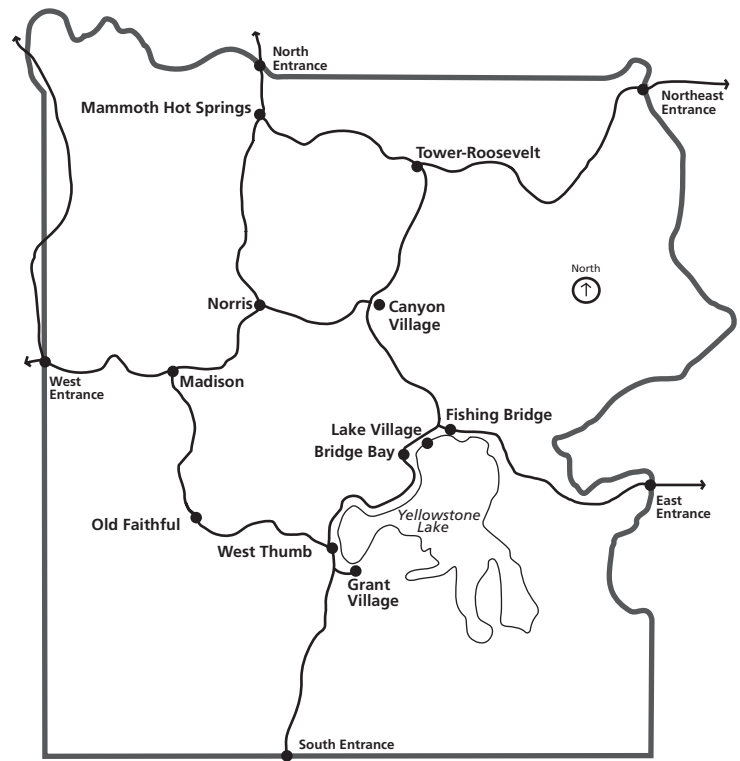 North
Entrance
Mammoth Hot Springs
Northeast
Entrance
Tower-Roosevelt
North
Norris
Canyon
Village
West
Entrance
Madison
Fishing Bridge
Lake Village
Bridge Bay
East
Entrance
Yellowstone
Lake
Old Faithful
West Thumb
Grant
Village
South Entrance